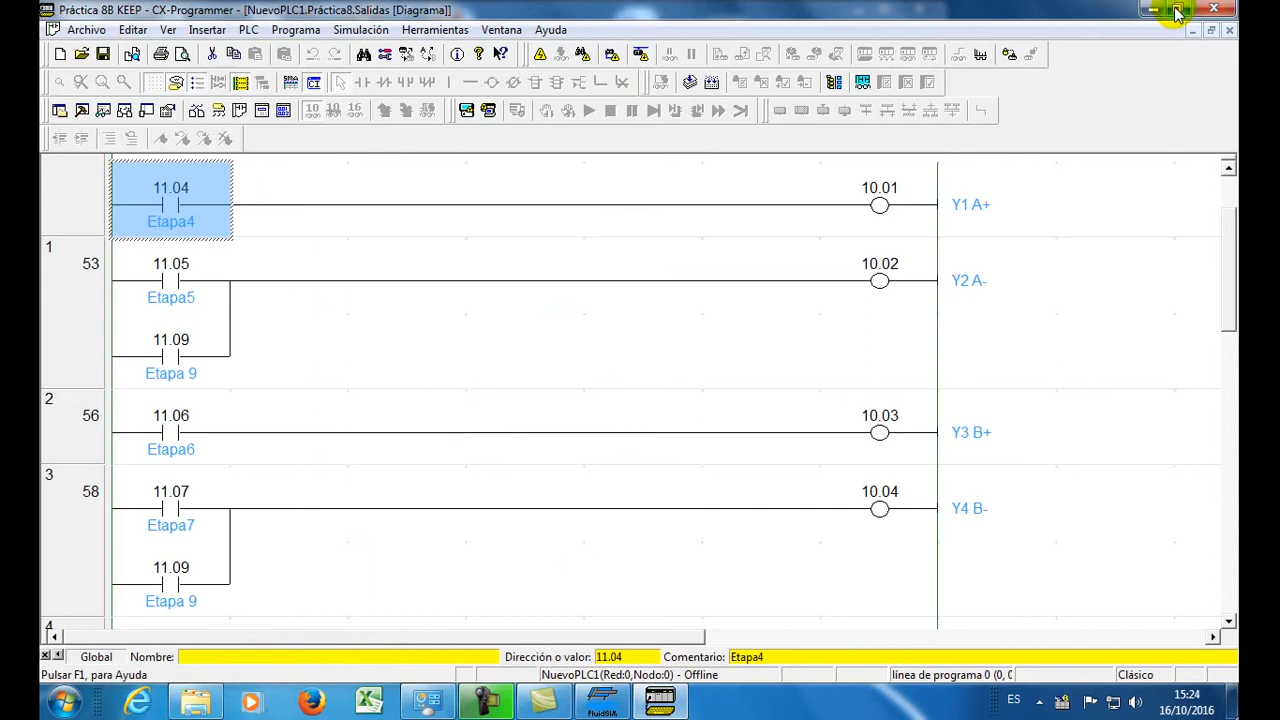 Práctica 8B KEEP - CX-Programmer - [NuevoPLC1.Práctica8.Salidas [Diagrama]]
Archivo Editar Ver Insertar PLC Programa Simulación Herramientas Ventana Ayuda
10 10 16
11.04 10.01
Y1 A+
Etapa4
1
53 11.05 10.02
Y2 A-
Etapa5
11.09
Etapa 9
2
56 11.06 10.03
Y3 B+
Etapa6
3
58 11.07 10.04
Y4 B-
Etapa7
11.09
Etapa 9
4
Global Nombre: Dirección o valor: 11.04 Comentario: Etapa4
Pulsar F1, para Ayuda NuevoPLC1(Red:0,Nodo:0) - Offline línea de programa 0 (0, 0 Clásico
FluidSIM ES 15:24
16/10/2016